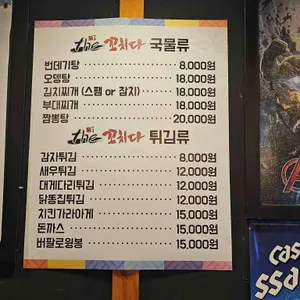 the 꼬치다 국물류
번데기탕 ⋯⋯⋯⋯⋯⋯ 8,000원
오뎅탕 ⋯⋯⋯⋯⋯⋯⋯ 18,000원
김치찌개 (스팸 or 참치) ⋯⋯ 18,000원
부대찌개 ⋯⋯⋯⋯⋯⋯ 18,000원
짬뽕탕 ⋯⋯⋯⋯⋯⋯⋯ 20,000원
the 꼬치다 튀김류
감자튀김 ⋯⋯⋯⋯⋯⋯ 8,000원
새우튀김 ⋯⋯⋯⋯⋯⋯ 12,000원
대게다리튀김 ⋯⋯⋯⋯ 12,000원
닭똥집튀김 ⋯⋯⋯⋯⋯ 12,000원
치킨가라아게 ⋯⋯⋯⋯ 15,000원
돈까스 ⋯⋯⋯⋯⋯⋯⋯ 15,000원
버팔로윙봉 ⋯⋯⋯⋯⋯ 15,000원
cass